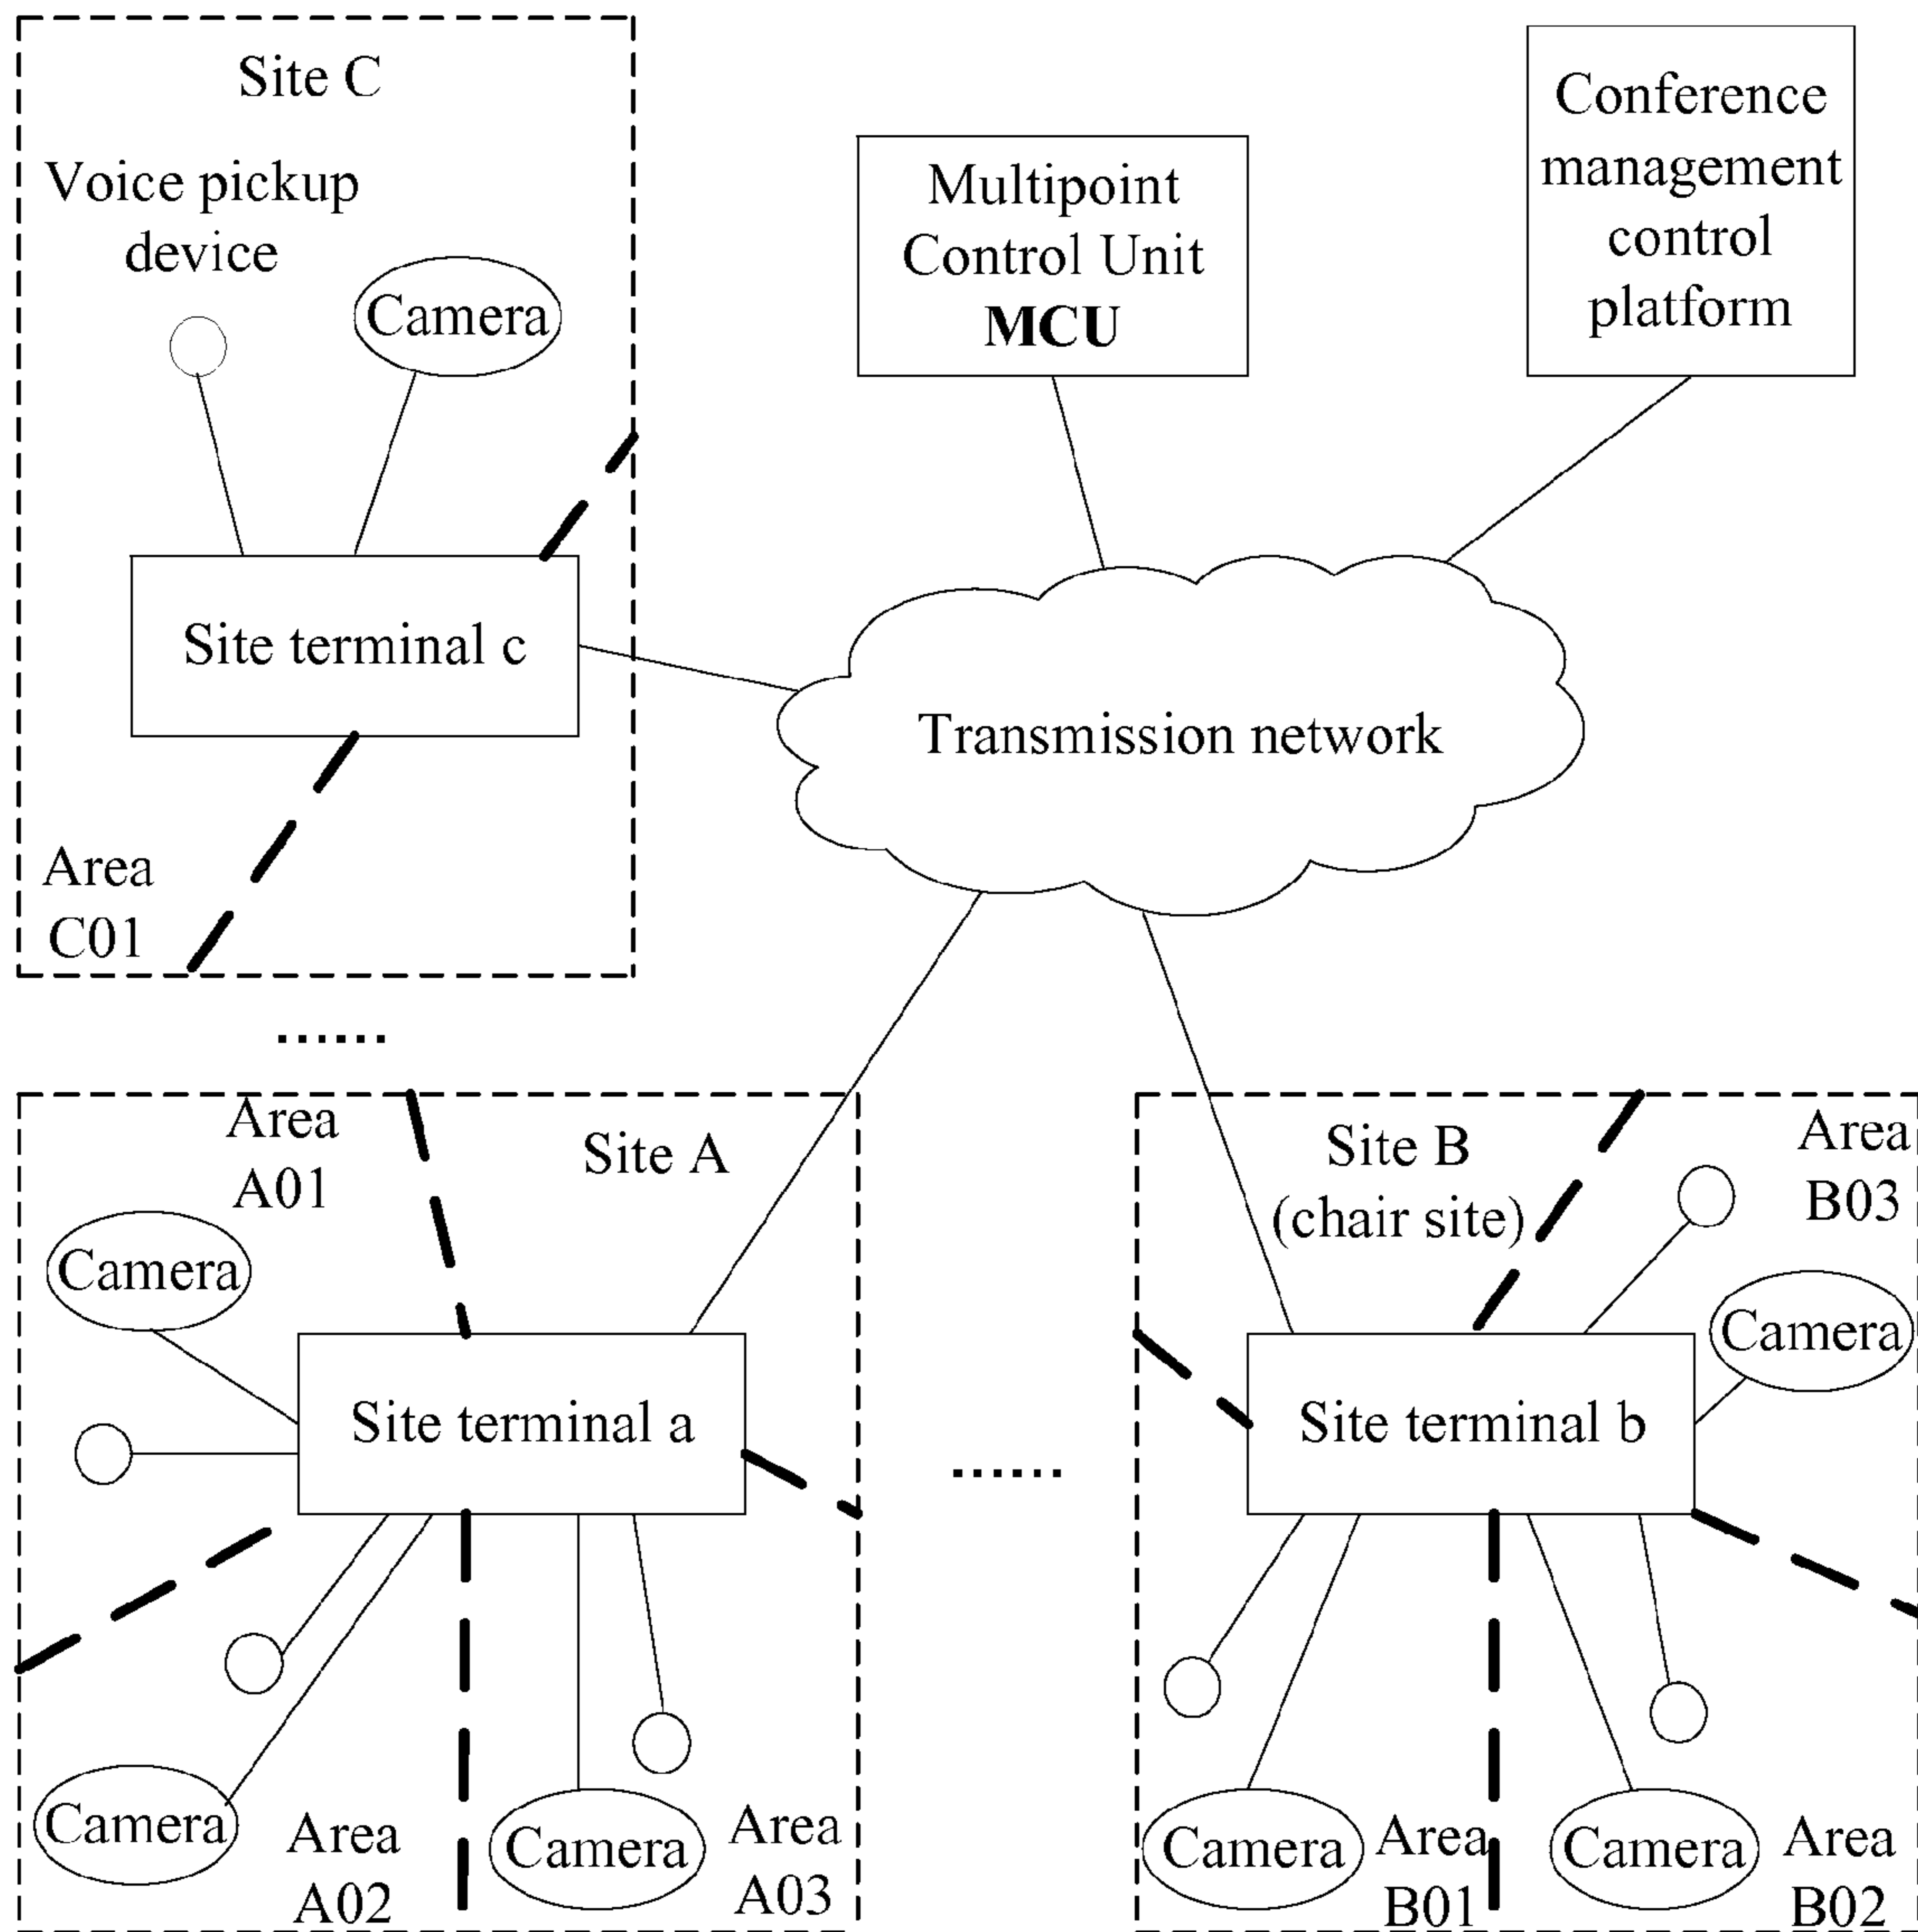 Site C
Voice pickup
device
Camera
Site terminal c
Area
C01
......
Multipoint
Control Unit
MCU
Conference
management
control
platform
Transmission network
Area
A01
Site A
Camera
Site terminal a
Camera
Area
A02
Camera
Area
A03
......
Site B
(chair site)
Area
B03
Camera
Site terminal b
Camera
Area
B01
Camera
Area
B02